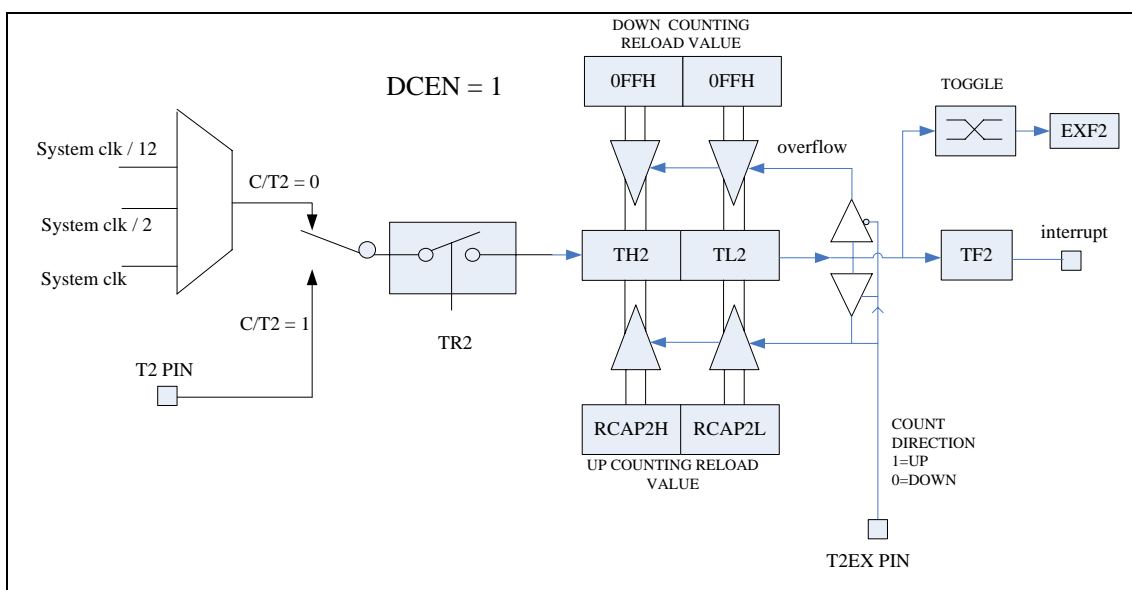 DOWN COUNTING
RELOAD VALUE
DCEN = 1
0FFH
0FFH
TOGGLE
EXF2
System clk / 12
overflow
C/T2 = 0
System clk / 2
TH2
TL2
TF2
interrupt
System clk
C/T2 = 1
TR2
T2 PIN
RCAP2H
RCAP2L
UP COUNTING RELOAD
VALUE
COUNT
DIRECTION
1=UP
0=DOWN
T2EX PIN